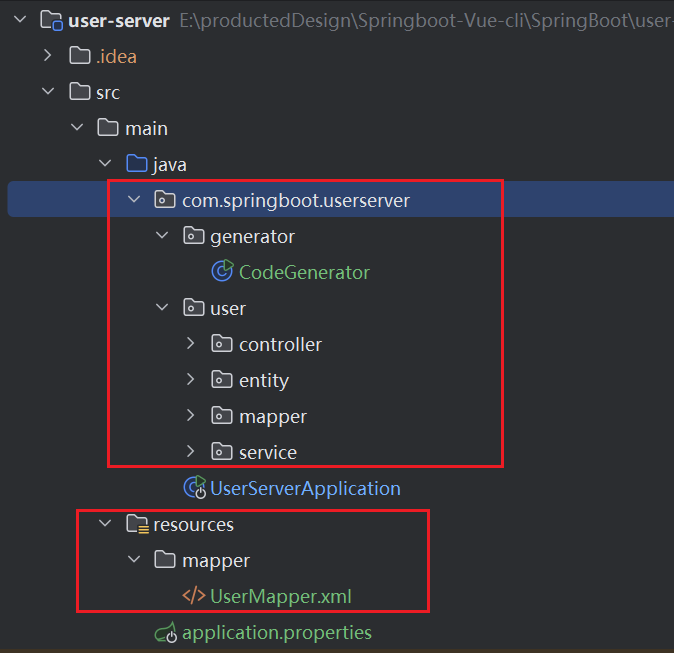 user-server E:\productedDesign\Springboot-Vue-cli\SpringBoot\user-
.idea
src
main
java
com.springboot.userserver
generator
CodeGenerator
user
controller
entity
mapper
service
UserServerApplication
resources
mapper
UserMapper.xml
application.properties